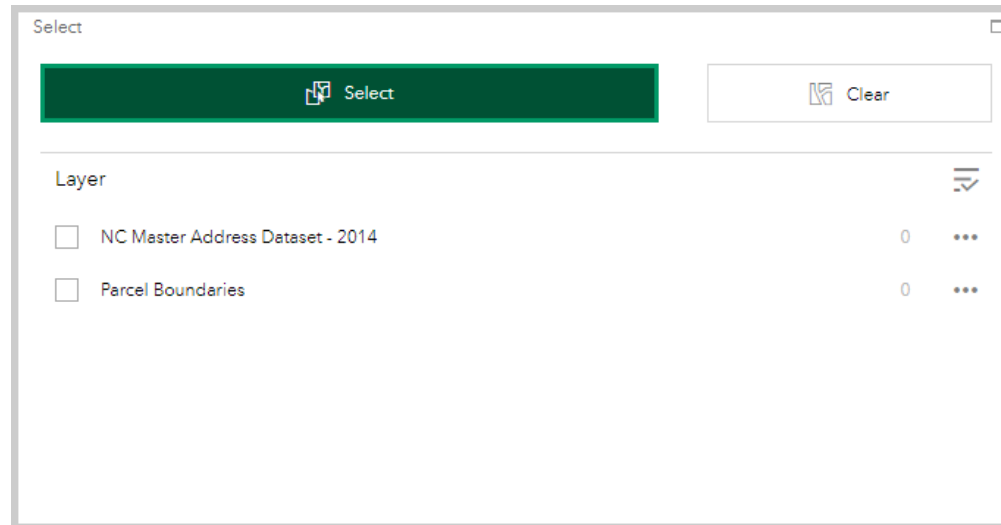 Select
Select Clear
Layer
NC Master Address Dataset - 2014 0
Parcel Boundaries 0